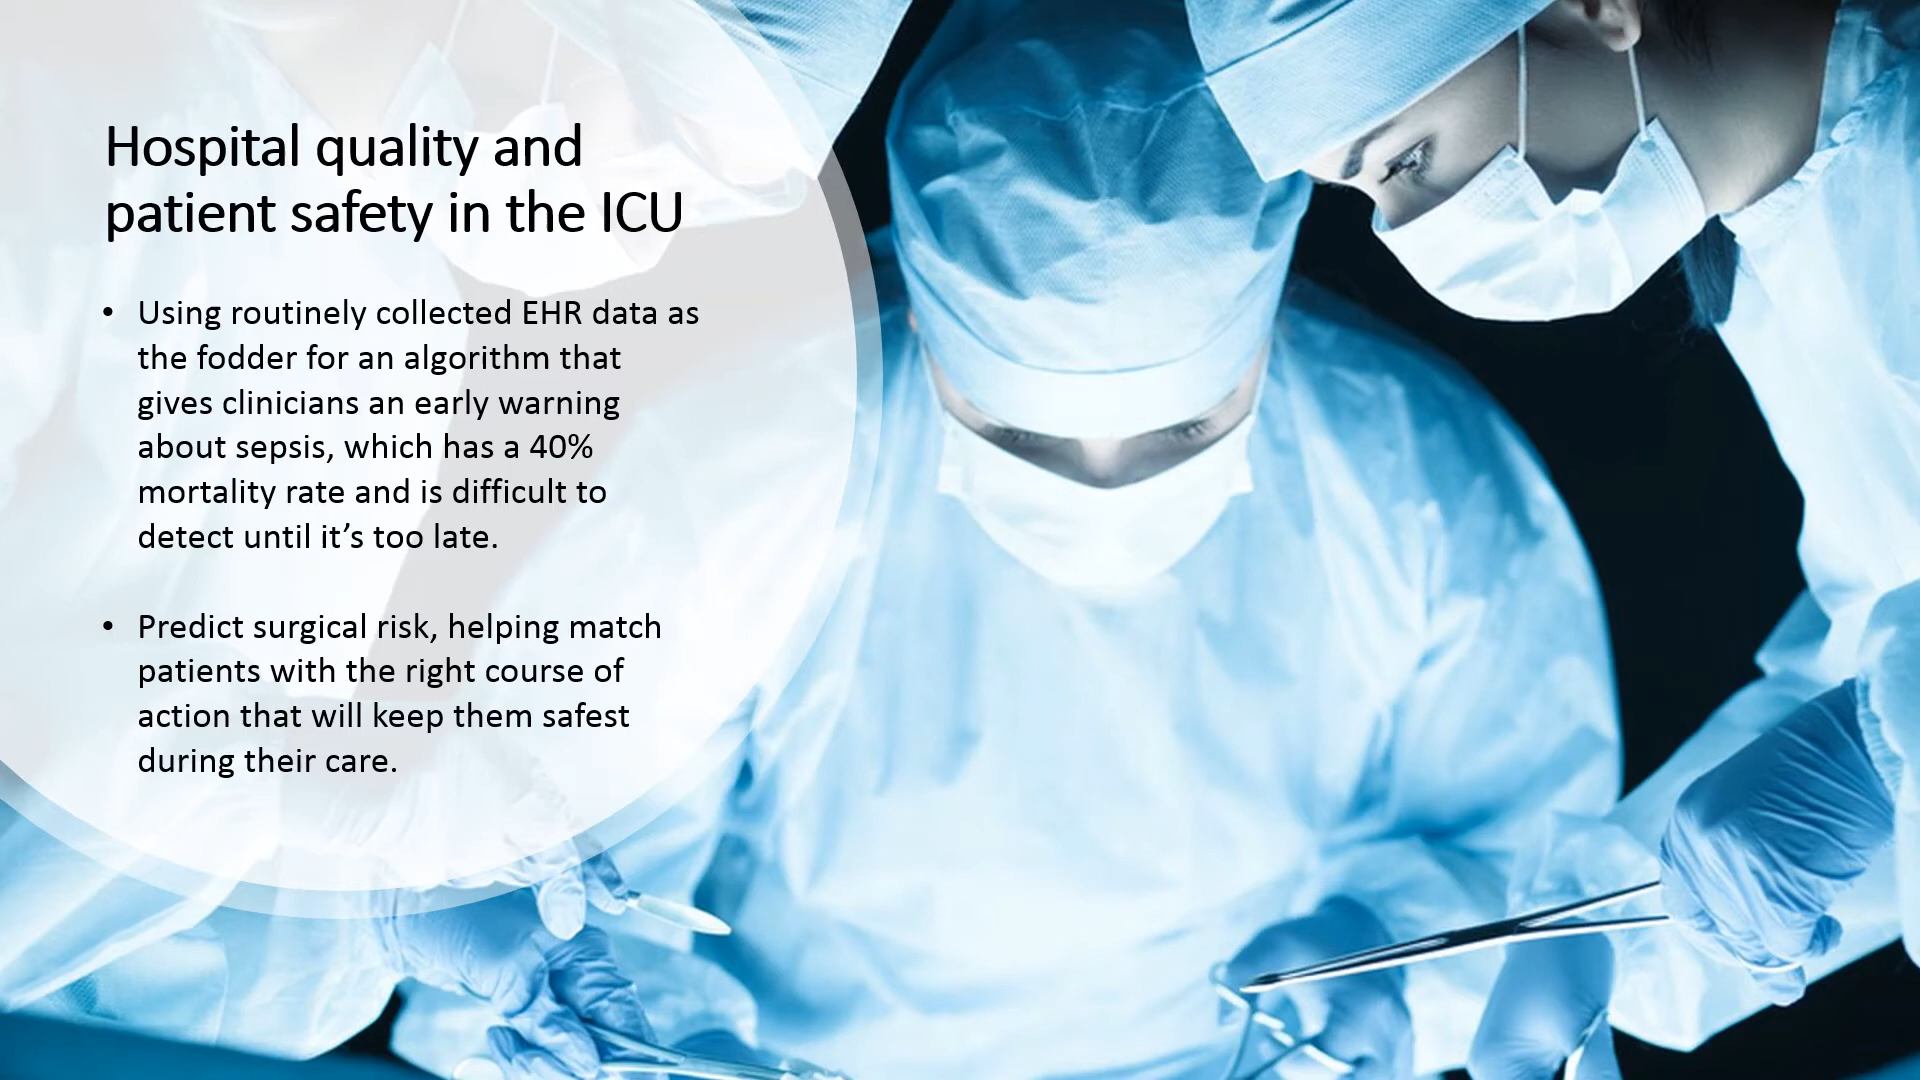 Hospital quality and
patient safety in the ICU
• Using routinely collected EHR data as
the fodder for an algorithm that
gives clinicians an early warning
about sepsis, which has a 40%
mortality rate and is difficult to
detect until it’s too late.
• Predict surgical risk, helping match
patients with the right course of
action that will keep them safest
during their care.